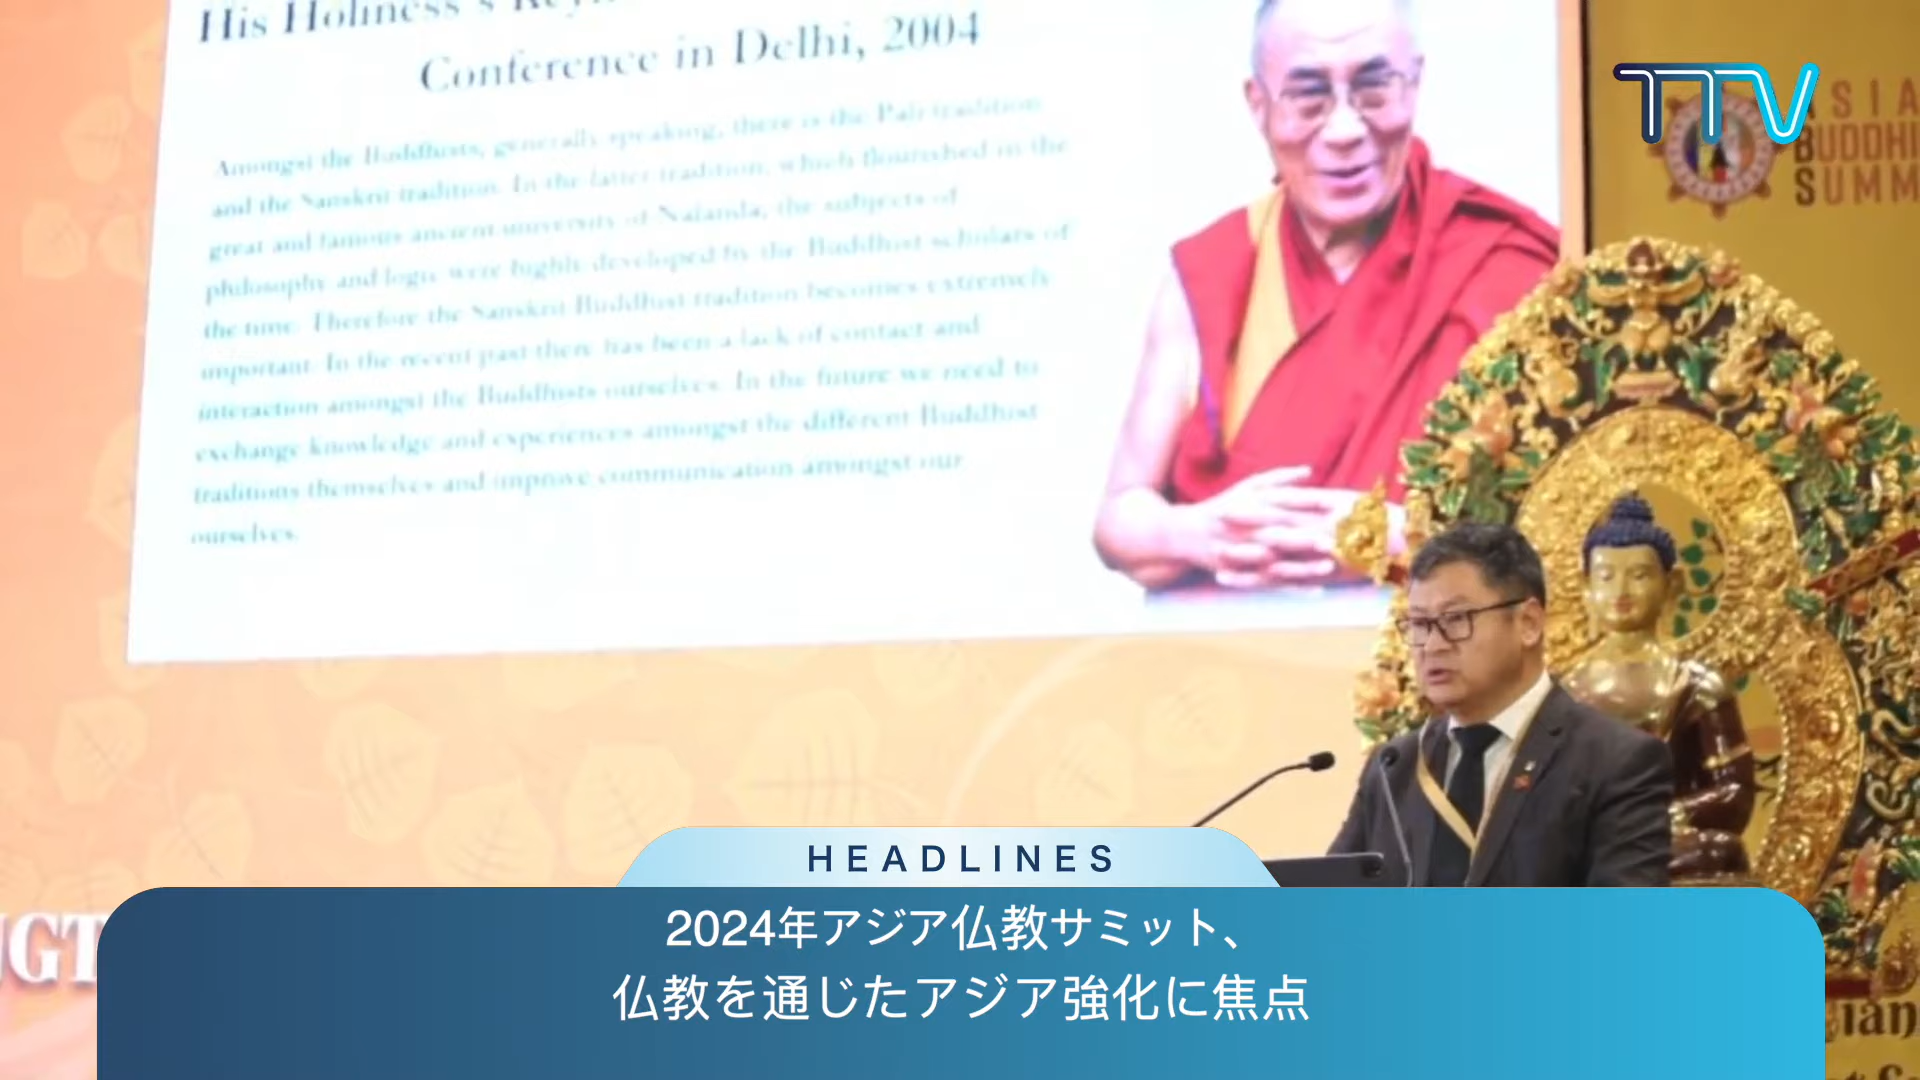 His Holiness's
Conference in Delhi, 2004
Amongst the Buddhists, generally speaking, there is the Pali tradition
and the Sanskrit tradition. In the latter tradition, which flourished in the
great and famous ancient university of Nalanda, the subjects of
philosophy and logic were highly developed by the Buddhist scholars of
the time. Therefore the Sanskrit Buddhist tradition becomes extremely
important. In the recent past there has been a lack of contact and
interaction amongst the Buddhists ourselves. In the future we need to
exchange knowledge and experiences amongst the different Buddhist
traditions themselves and improve communication amongst our
ourselves.
TTV
ASIA
BUDDHI
SUMM
HEADLINES
2024年アジア仏教サミット、
仏教を通じたアジア強化に焦点